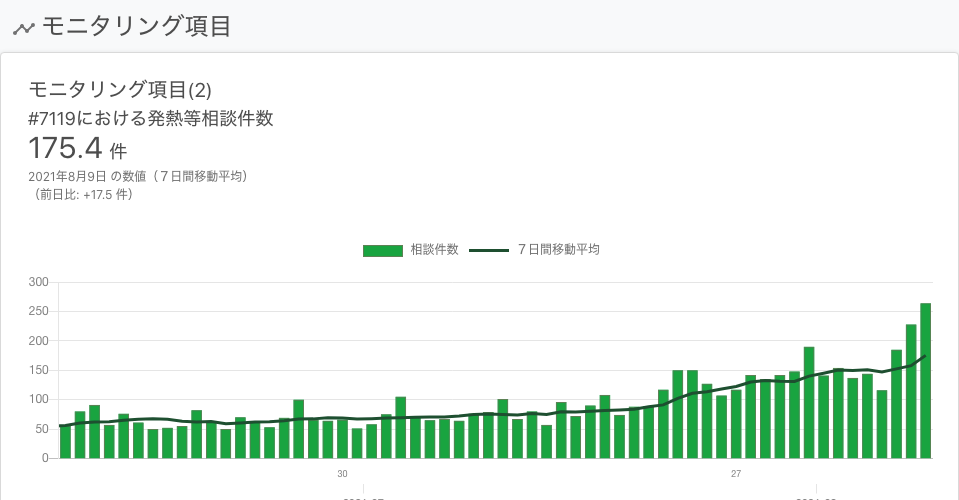 モニタリング項目
モニタリング項目(2)
#7119における発熱等相談件数
175.4 件
2021年8月9日 の数値（７日間移動平均）
（前日比: +17.5 件）
相談件数 ７日間移動平均
300
250
200
150
100
50
0
30 27